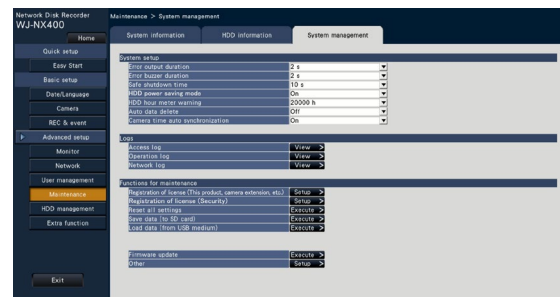 Network Disk Recorder
WJ-NX400
Home
Quick setup
Easy Start
Basic setup
Date/Language
Camera
REC & event
Advanced setup
Monitor
Network
User management
Maintenance
HDD management
Extra function
Exit
Maintenance > System management
System information HDD information System management
System setup
Error output duration 2 s
Error buzzer duration 2 s
Safe shutdown time 10 s
HDD power saving mode On
HDD hour meter warning 20000 h
Auto data delete Off
Camera time auto synchronization On
Logs
Access log View >
Operation log View >
Network log View >
Functions for maintenance
Registration of license (This product, camera extension, etc.) Setup >
Registration of license (Security) Setup >
Reset all settings Execute >
Save data (to SD card) Execute >
Load data (from USB medium) Execute >
Firmware update Execute >
Other Setup >